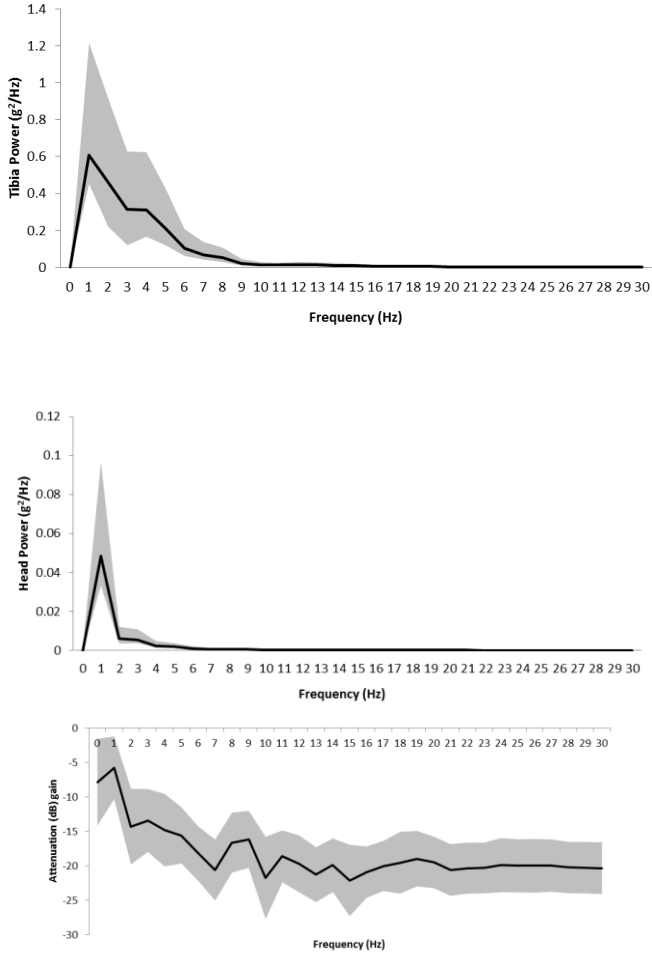 1.4
1.2
1
0.8
0.6
0.4
0.2
0
Tibia Power (g²/Hz)
0 1 2 3 4 5 6 7 8 9 10 11 12 13 14 15 16 17 18 19 20 21 22 23 24 25 26 27 28 29 30
Frequency (Hz)
0.12
0.1
0.08
0.06
0.04
0.02
0
Head Power (g²/Hz)
0 1 2 3 4 5 6 7 8 9 10 11 12 13 14 15 16 17 18 19 20 21 22 23 24 25 26 27 28 29 30
Frequency (Hz)
0
-5
-10
-15
-20
-25
-30
Attenuation (dB) gain
0 1 2 3 4 5 6 7 8 9 10 11 12 13 14 15 16 17 18 19 20 21 22 23 24 25 26 27 28 29 30
Frequency (Hz)